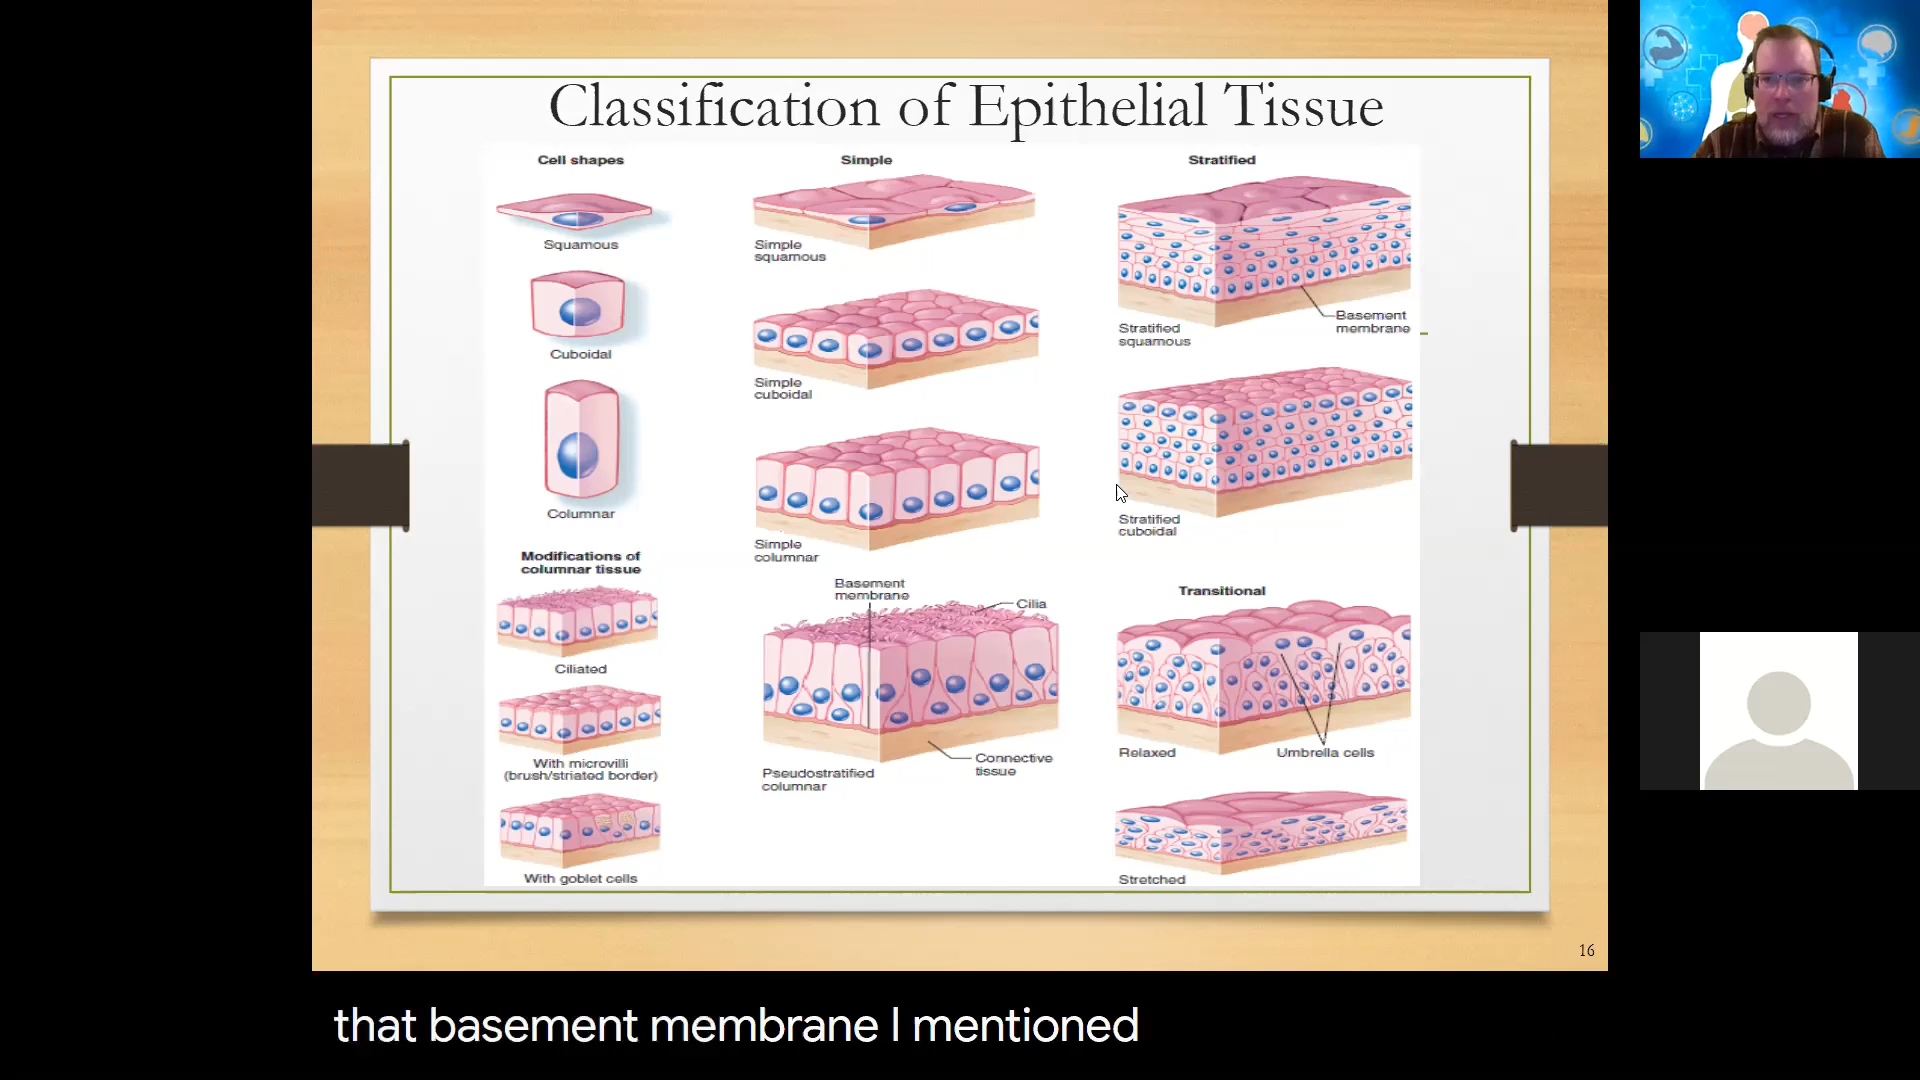 Classification of Epithelial Tissue
Cell shapes
Squamous
Cuboidal
Columnar
Modifications of
columnar tissue
Ciliated
With microvilli
(brush/striated border)
With goblet cells
Simple
Simple
squamous
Simple
cuboidal
Simple
columnar
Basement
membrane
Cilia
Connective
tissue
Pseudostratified
columnar
Stratified
Basement
membrane
Stratified
squamous
Stratified
cuboidal
Transitional
Relaxed
Umbrella cells
Stretched
16
that basement membrane I mentioned